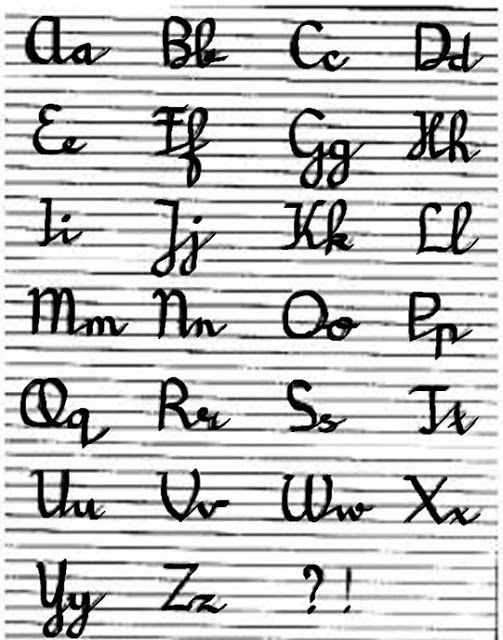 Aa Bb Cc Dd
Ee Ff Gg Hh
Ii Jj Kk Ll
Mm Nn Oo Pp
Qq Rr Ss Tt
Uu Vv Ww Xx
Yy Zz ? !